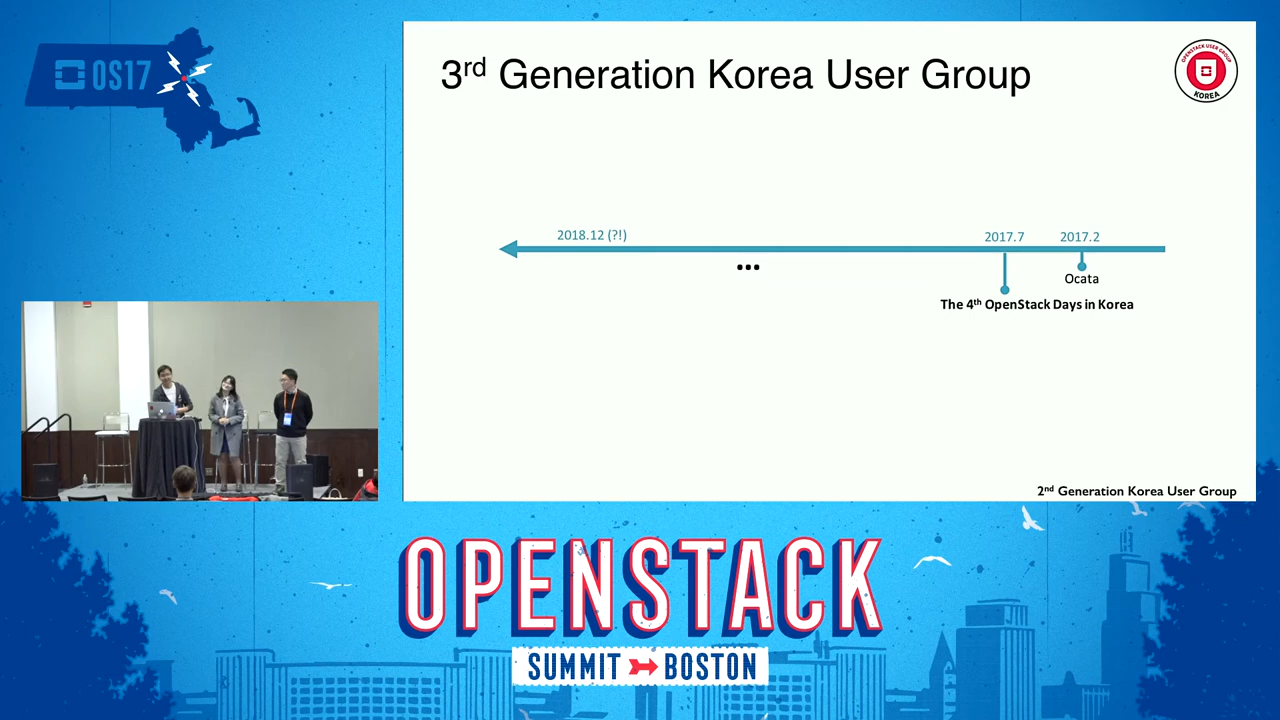 OS17
3rd Generation Korea User Group
OPENSTACK USER GROUP
KOREA
2018.12 (?!)
2017.7
2017.2
...
Ocata
The 4th OpenStack Days in Korea
2nd Generation Korea User Group
OPENSTACK
SUMMIT BOSTON